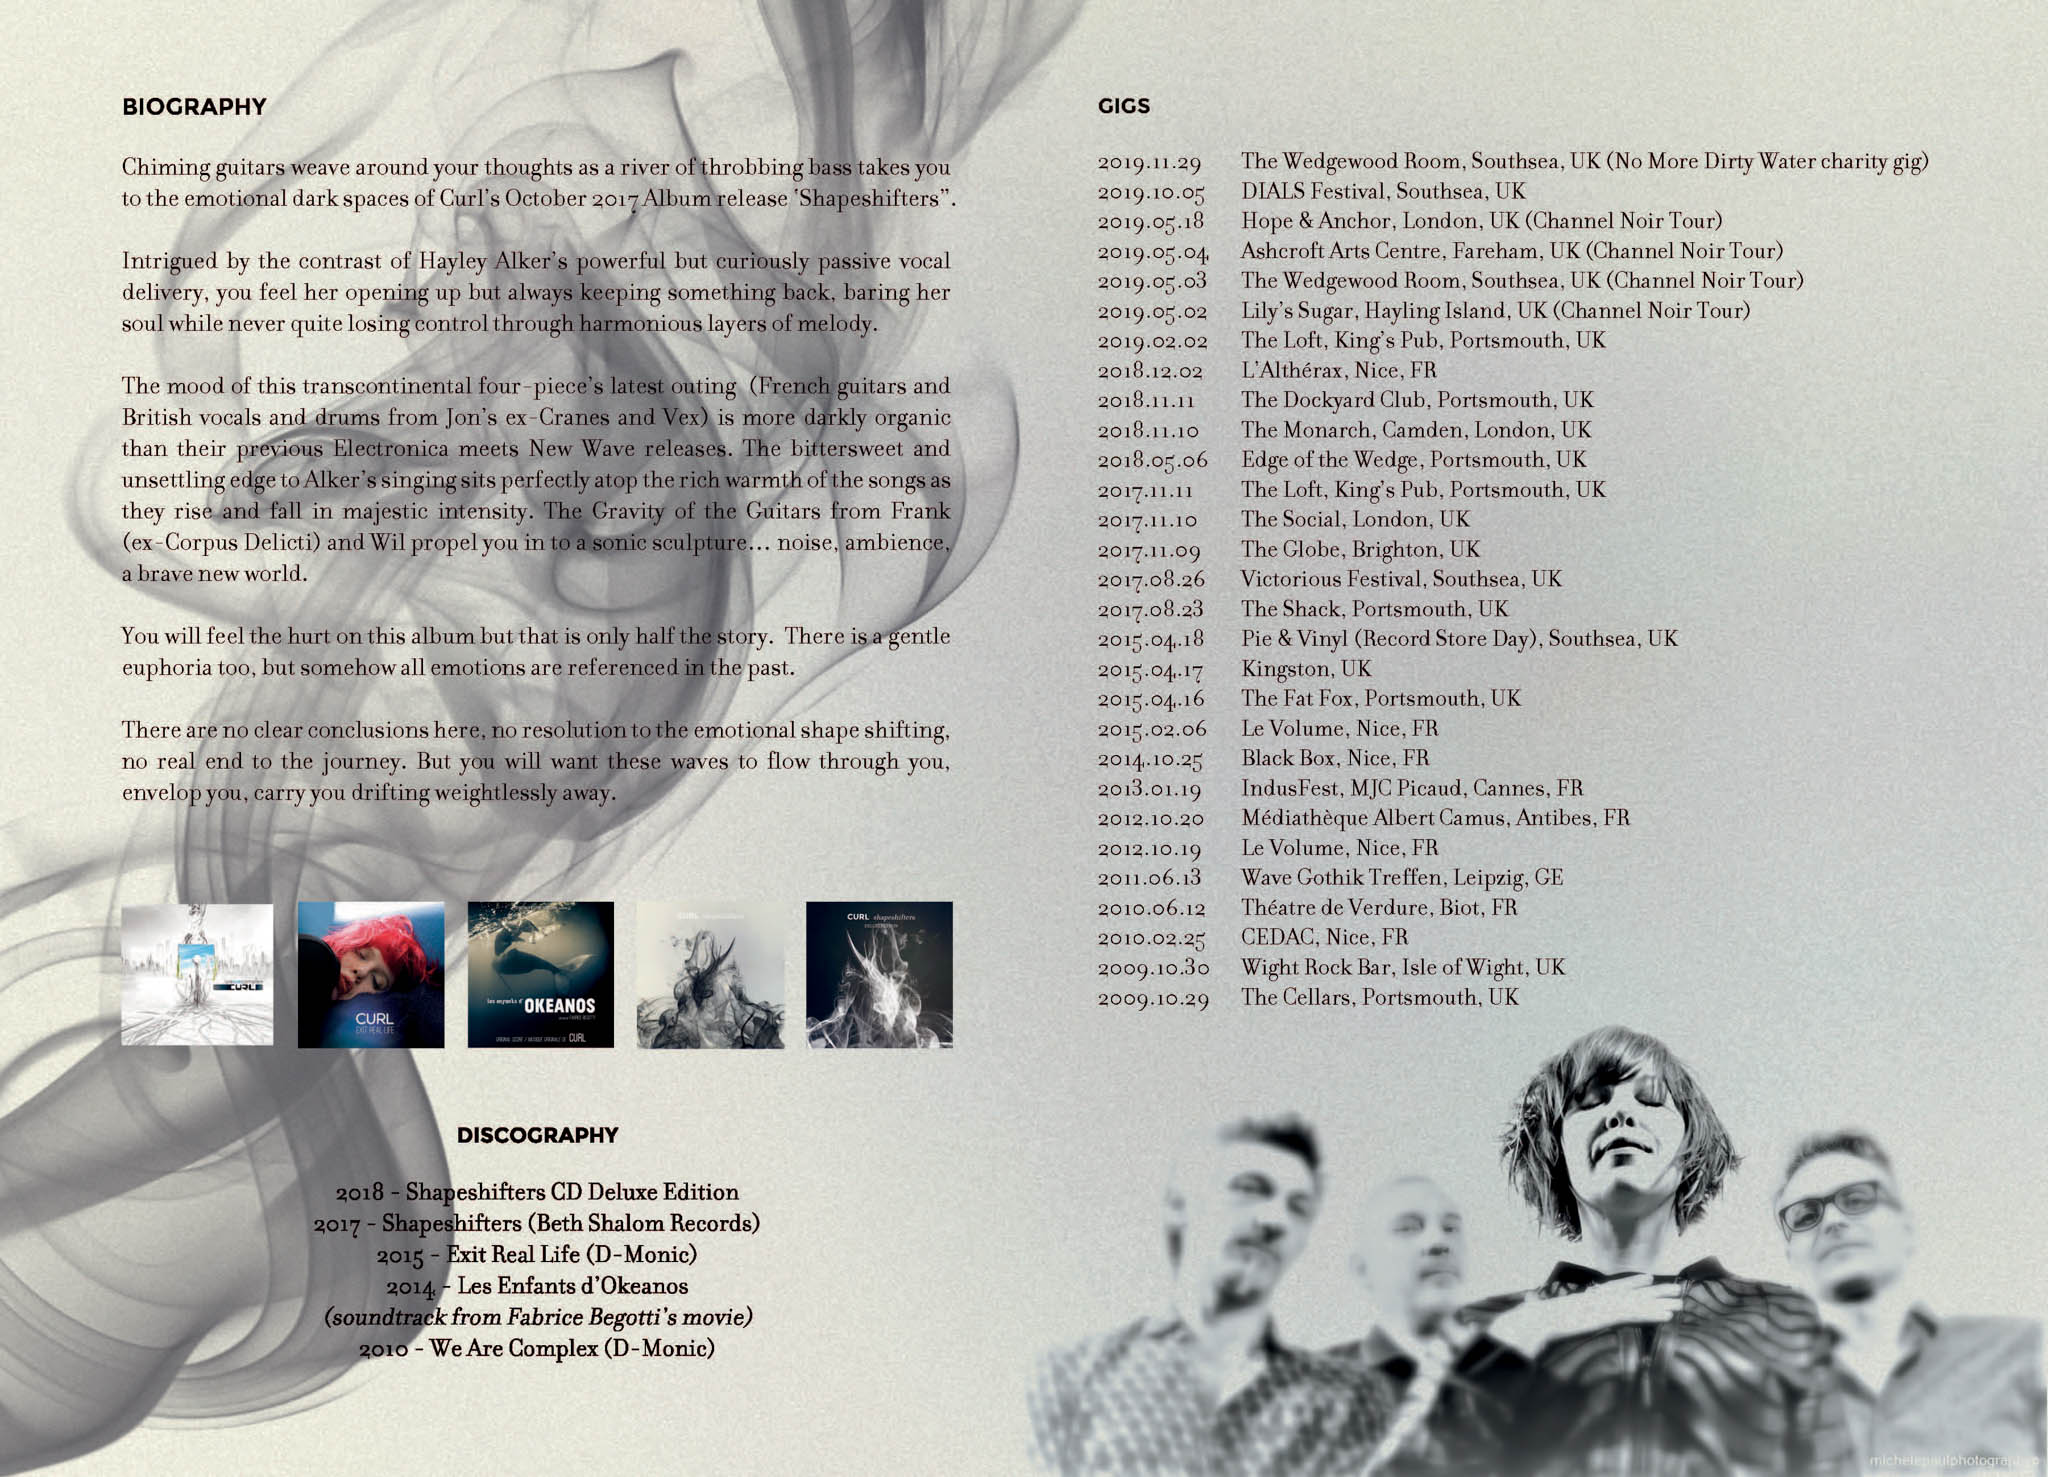 BIOGRAPHY
Chiming guitars weave around your thoughts as a river of throbbing bass takes you
to the emotional dark spaces of Curl's October 2017 Album release 'Shapeshifters".
Intrigued by the contrast of Hayley Alker's powerful but curiously passive vocal
delivery, you feel her opening up but always keeping something back, baring her
soul while never quite losing control through harmonious layers of melody.
The mood of this transcontinental four-piece's latest outing (French guitars and
British vocals and drums from Jon's ex-Cranes and Vex) is more darkly organic
than their previous Electronica meets New Wave releases. The bittersweet and
unsettling edge to Alker's singing sits perfectly atop the rich warmth of the songs as
they rise and fall in majestic intensity. The Gravity of the Guitars from Frank
(ex-Corpus Delicti) and Wil propel you in to a sonic sculpture... noise, ambience,
a brave new world.
You will feel the hurt on this album but that is only half the story. There is a gentle
euphoria too, but somehow all emotions are referenced in the past.
There are no clear conclusions here, no resolution to the emotional shape shifting,
no real end to the journey. But you will want these waves to flow through you,
envelop you, carry you drifting weightlessly away.
CURL
CURL
EXIT REAL LIFE
Les enfants d'
OKEANOS
ORIGINAL SCORE / MUSIQUE ORIGINALE DE CURL
CURL shapeshifters
CURL shapeshifters
DELUXE EDITION
DISCOGRAPHY
2018 - Shapeshifters CD Deluxe Edition
2017 - Shapeshifters (Beth Shalom Records)
2015 - Exit Real Life (D-Monic)
2014 - Les Enfants d'Okeanos
(soundtrack from Fabrice Begotti's movie)
2010 - We Are Complex (D-Monic)
GIGS
2019.11.29 The Wedgewood Room, Southsea, UK (No More Dirty Water charity gig)
2019.10.05 DIALS Festival, Southsea, UK
2019.05.18 Hope & Anchor, London, UK (Channel Noir Tour)
2019.05.04 Ashcroft Arts Centre, Fareham, UK (Channel Noir Tour)
2019.05.03 The Wedgewood Room, Southsea, UK (Channel Noir Tour)
2019.05.02 Lily's Sugar, Hayling Island, UK (Channel Noir Tour)
2019.02.02 The Loft, King's Pub, Portsmouth, UK
2018.12.02 L'Althérax, Nice, FR
2018.11.11 The Dockyard Club, Portsmouth, UK
2018.11.10 The Monarch, Camden, London, UK
2018.05.06 Edge of the Wedge, Portsmouth, UK
2017.11.11 The Loft, King's Pub, Portsmouth, UK
2017.11.10 The Social, London, UK
2017.11.09 The Globe, Brighton, UK
2017.08.26 Victorious Festival, Southsea, UK
2017.08.23 The Shack, Portsmouth, UK
2015.04.18 Pie & Vinyl (Record Store Day), Southsea, UK
2015.04.17 Kingston, UK
2015.04.16 The Fat Fox, Portsmouth, UK
2015.02.06 Le Volume, Nice, FR
2014.10.25 Black Box, Nice, FR
2013.01.19 IndusFest, MJC Picaud, Cannes, FR
2012.10.20 Médiathèque Albert Camus, Antibes, FR
2012.10.19 Le Volume, Nice, FR
2011.06.13 Wave Gothik Treffen, Leipzig, GE
2010.06.12 Théatre de Verdure, Biot, FR
2010.02.25 CEDAC, Nice, FR
2009.10.30 Wight Rock Bar, Isle of Wight, UK
2009.10.29 The Cellars, Portsmouth, UK